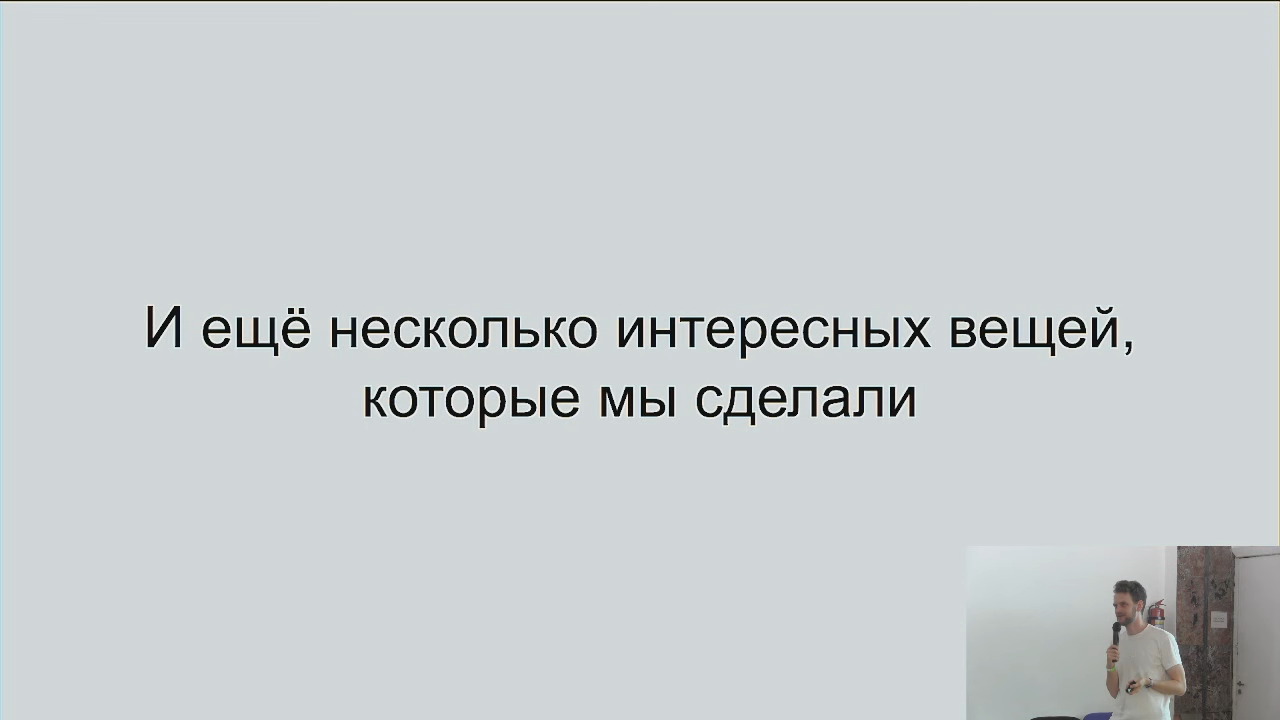 И ещё несколько интересных вещей,
которые мы сделали